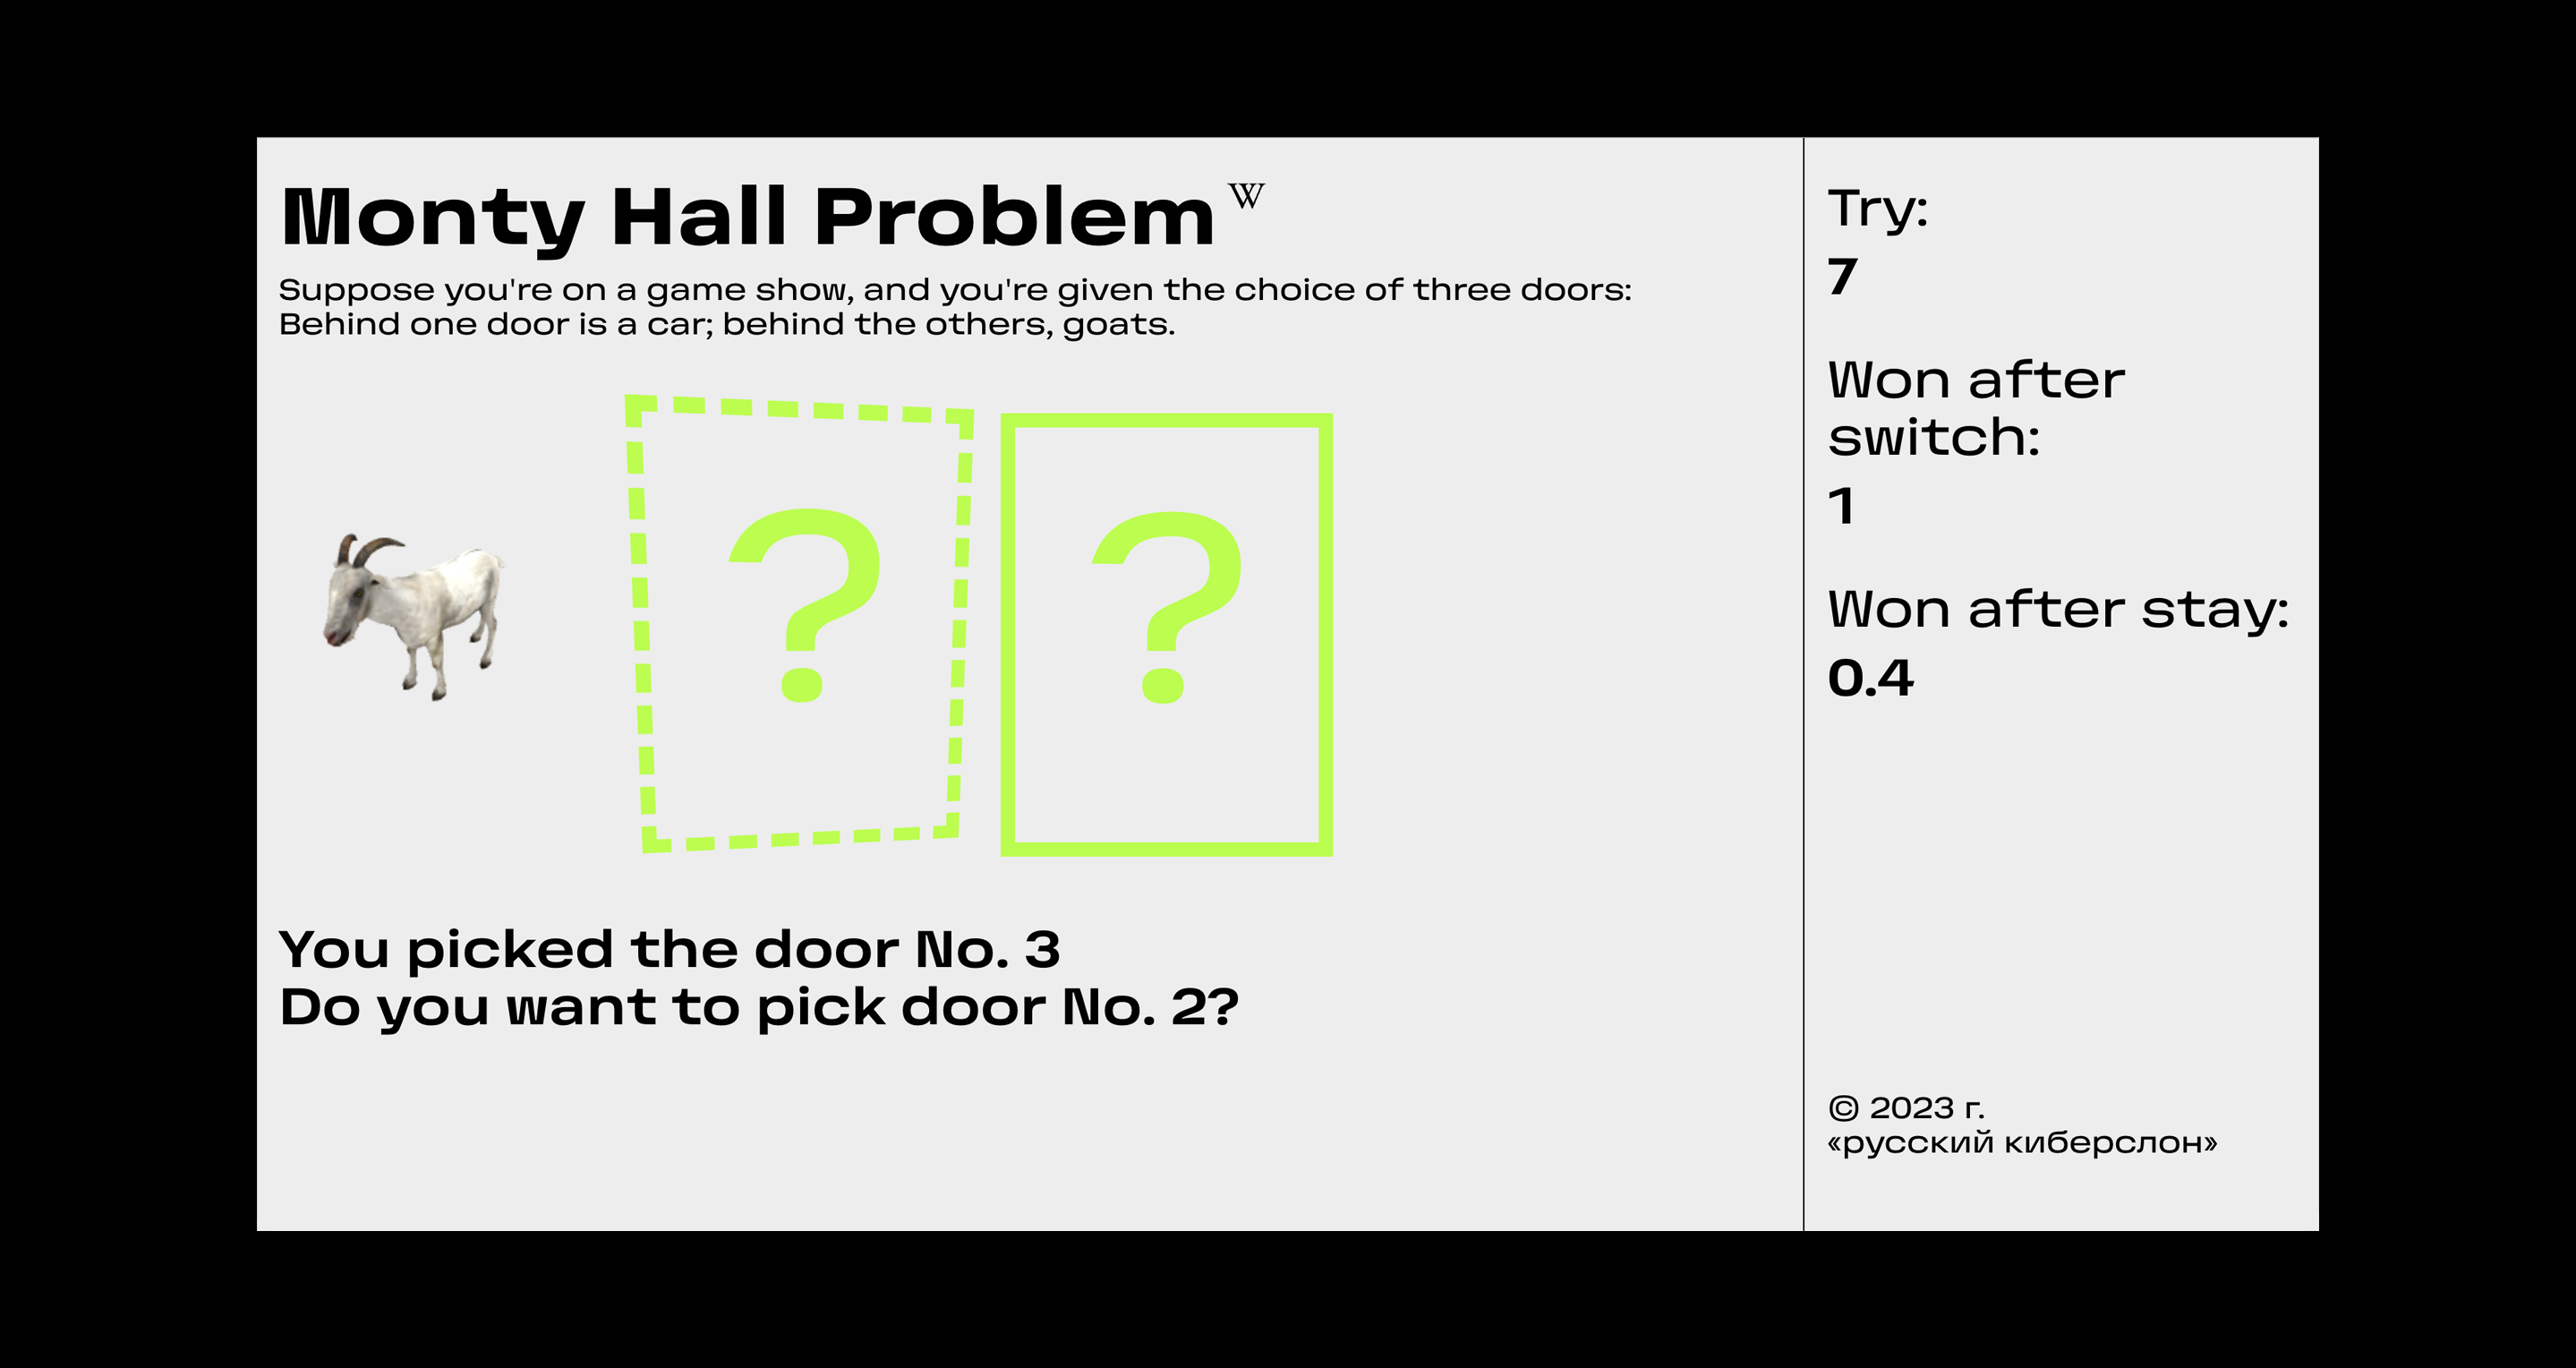 Monty Hall Problem W
Suppose you're on a game show, and you're given the choice of three doors:
Behind one door is a car; behind the others, goats.
?
?
You picked the door No. 3
Do you want to pick door No. 2?
Try:
7
Won after
switch:
1
Won after stay:
0.4
© 2023 г.
«русский киберслон»